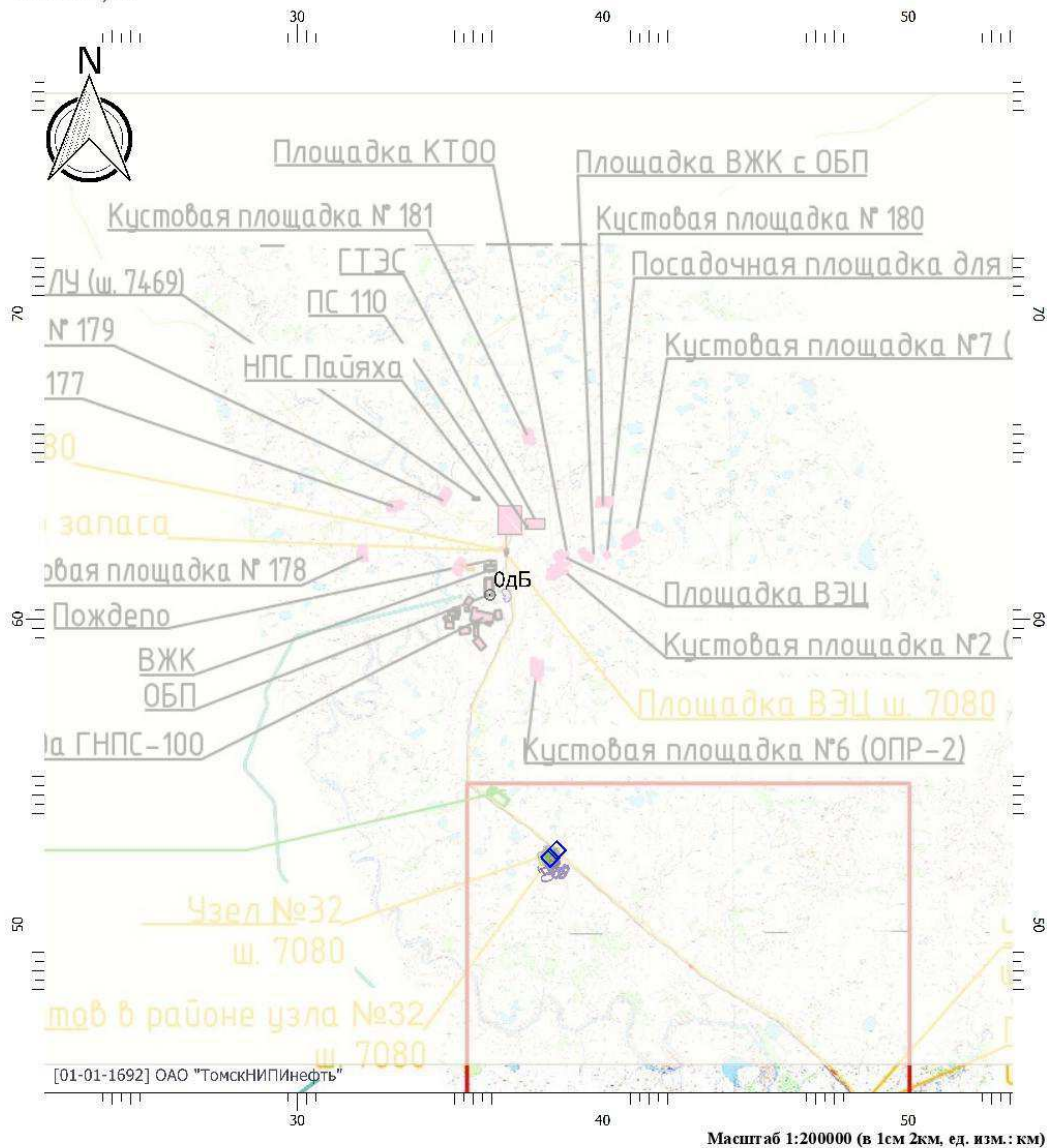 30 40 50
N
Площадка КТОО
Площадка ВЖК с ОБП
Кустовая площадка № 181
Кустовая площадка № 180
ГТЭС
Посадочная площадка для
ЛУ (ш. 7469)
ПС 110
70
70
№ 179
НПС Пайяха
Кустовая площадка №7 (
177
80
запаса
овая площадка № 178
0дБ
Площадка ВЭЦ
60
Пождепо
60
Кустовая площадка №2 (
ВЖК
ОБП
Площадка ВЭЦ ш. 7080
да ГНПС-100
Кустовая площадка №6 (ОПР-2)
50
Узел №32
50
ш. 7080
тов в районе узла №32
ш. 7080
[01-01-1692] ОАО "ТомскНИПИнефть"
30 40 50
Масштаб 1:200000 (в 1см 2км, ед. изм.: км)